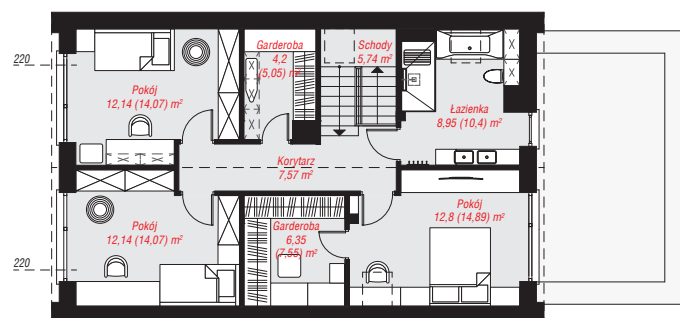 220
Pokój
12,14 (14,07) m²
Garderoba
4,2
(5,05) m²
Schody
5,74 m²
Łazienka
8,95 (10,4) m²
Korytarz
7,57 m²
Pokój
12,14 (14,07) m²
Garderoba
6,35
(7,55) m²
Pokój
12,8 (14,89) m²
220